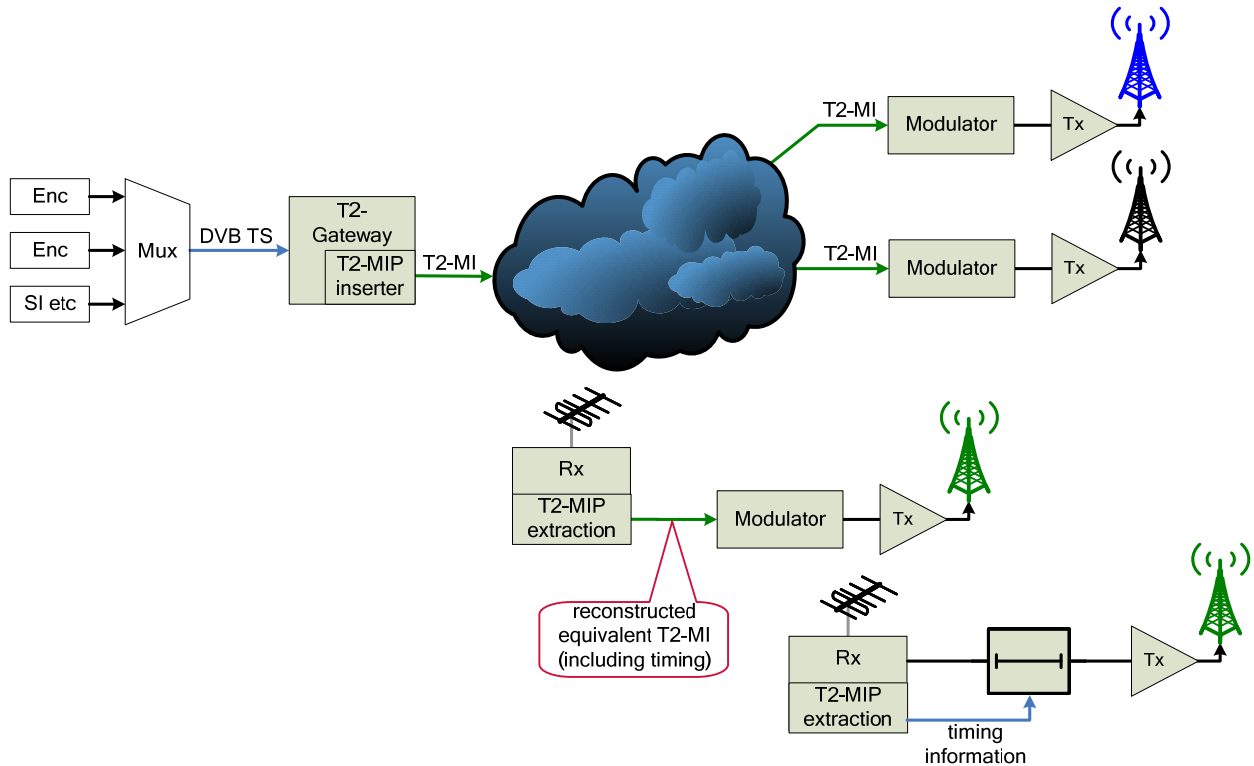 Enc
Enc
SI etc
Mux
DVB TS
T2-
Gateway
T2-MIP
inserter
T2-MI
T2-MI
Modulator
Tx
T2-MI
Modulator
Tx
Rx
T2-MIP
extraction
Modulator
Tx
reconstructed
equivalent T2-MI
(including timing)
Rx
T2-MIP
extraction
timing
information
Tx